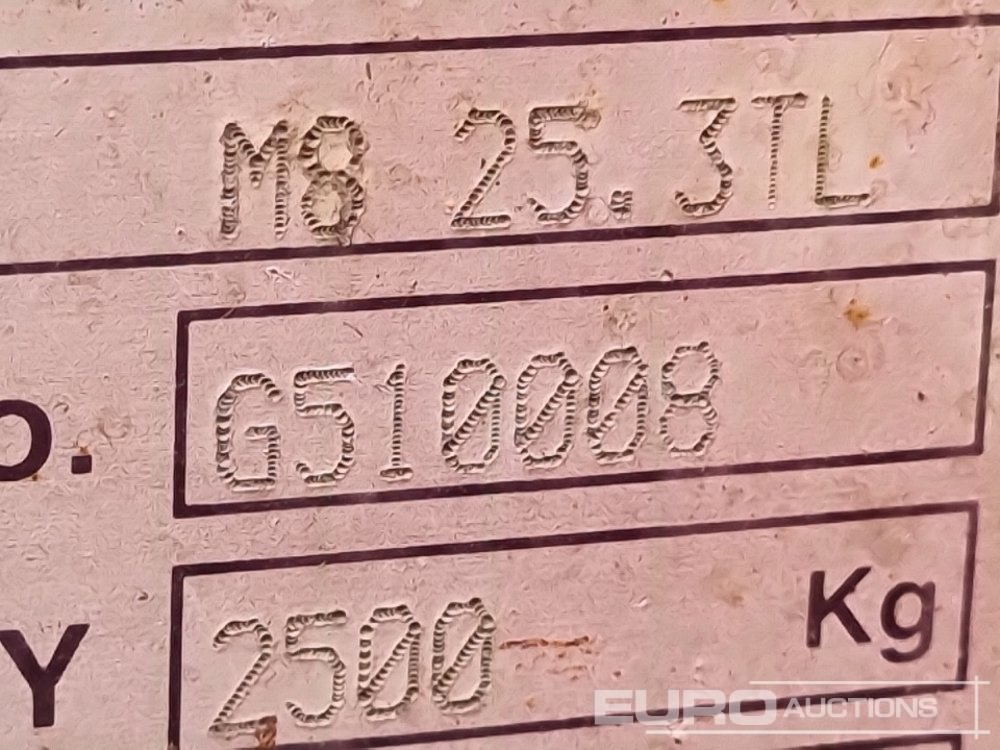 M8 25.3TL
o. G510008
Y 2500 Kg
EURO AUCTIONS